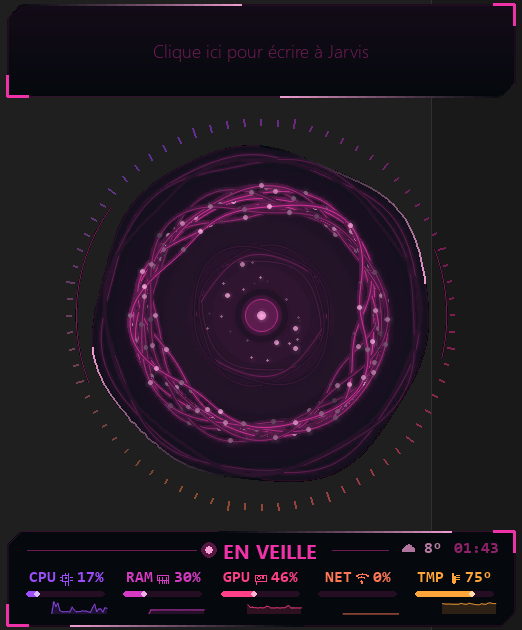 Clique ici pour écrire à Jarvis
EN VEILLE
8° 01:43
CPU 17% RAM 30% GPU 46% NET 0% TMP 75°